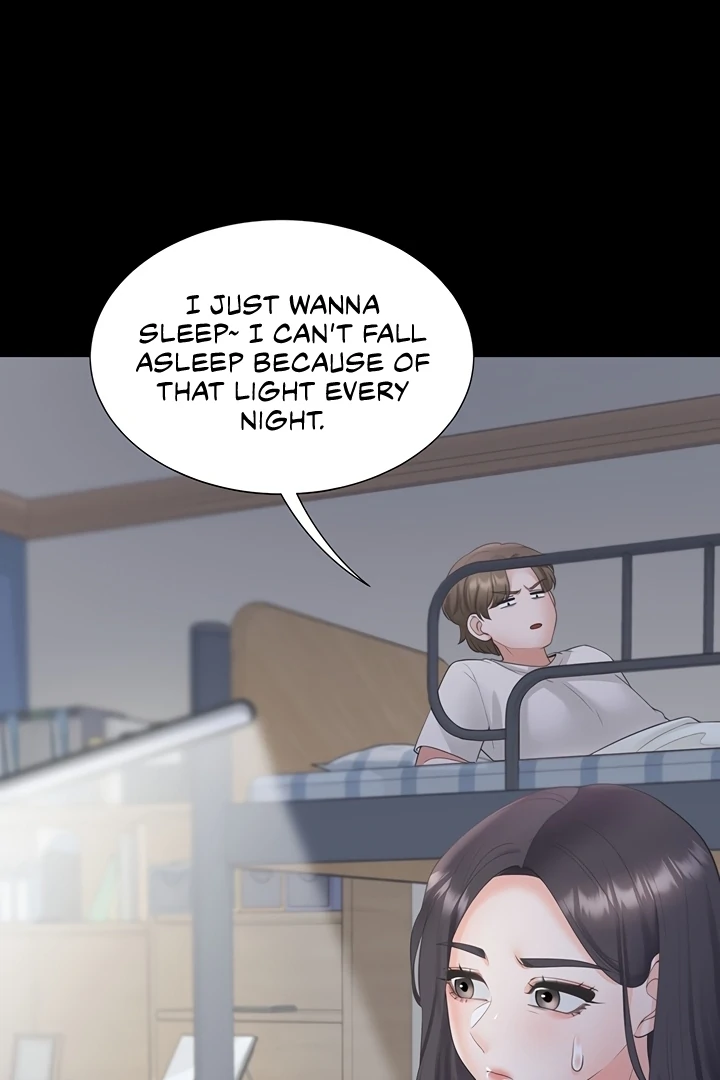 I JUST WANNA
SLEEP~ I CAN'T FALL
ASLEEP BECAUSE OF
THAT LIGHT EVERY
NIGHT.